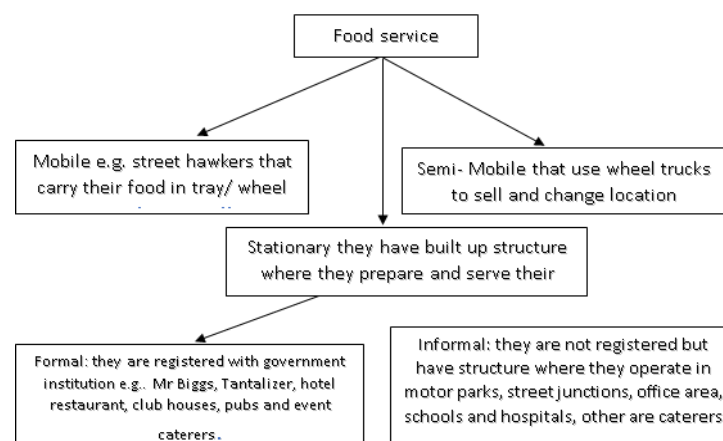 Food service
Mobile e.g. street hawkers that
carry their food in tray/ wheel
Semi- Mobile that use wheel trucks
to sell and change location
Stationary they have built up structure
where they prepare and serve their
Formal: they are registered with government
institution e.g.. Mr Biggs, Tantalizer, hotel
restaurant, club houses, pubs and event
caterers.
Informal: they are not registered but
have structure where they operate in
motor parks, street junctions, office area,
schools and hospitals, other are caterers